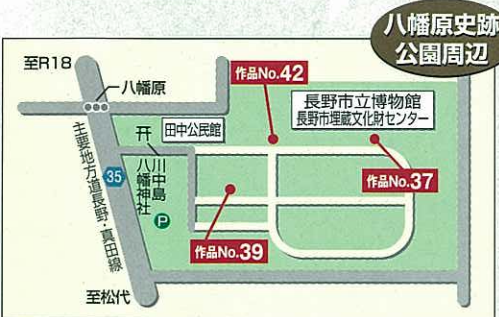 八幡原史跡
公園周辺
至R18
八幡原
作品No.42
長野市立博物館
長野市埋蔵文化財センター
田中公民館
川中島
八幡神社
作品No.37
主要地方道長野・真田線
35
P
作品No.39
至松代